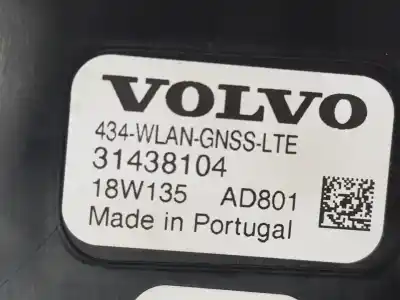 VOLVO
434-WLAN-GNSS-LTE
31438104
18W135 AD801
Made in Portugal